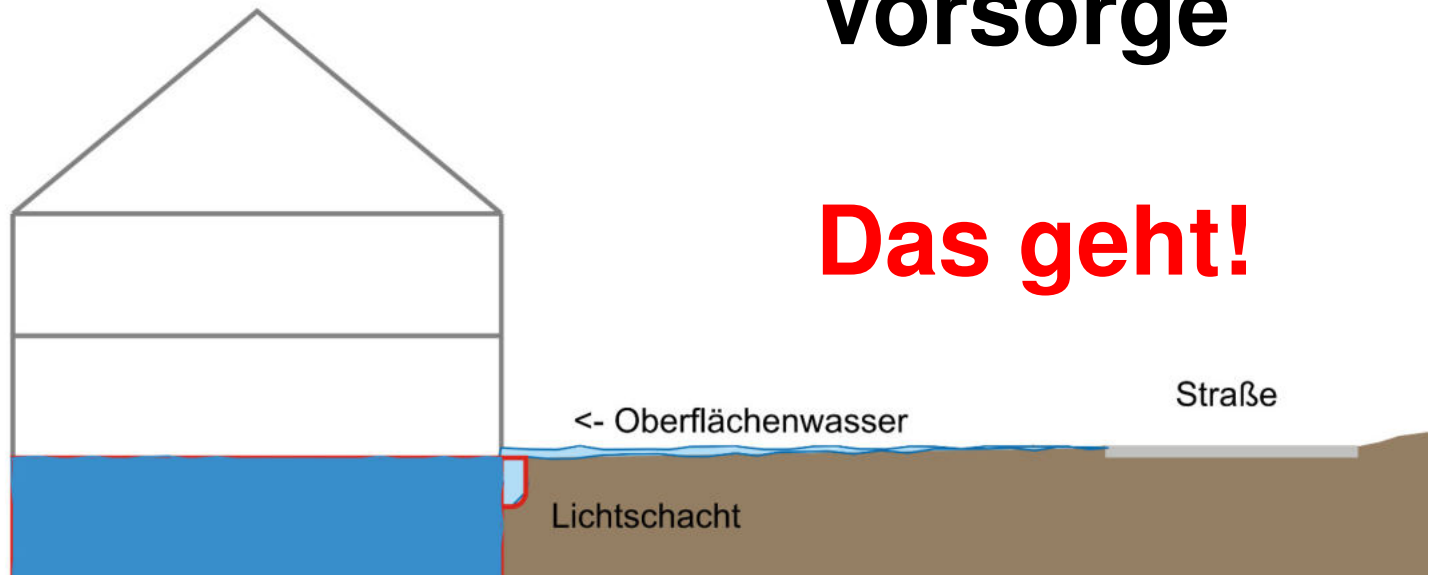 Vorsorge
Das geht!
Straße
<- Oberflächenwasser
Lichtschacht